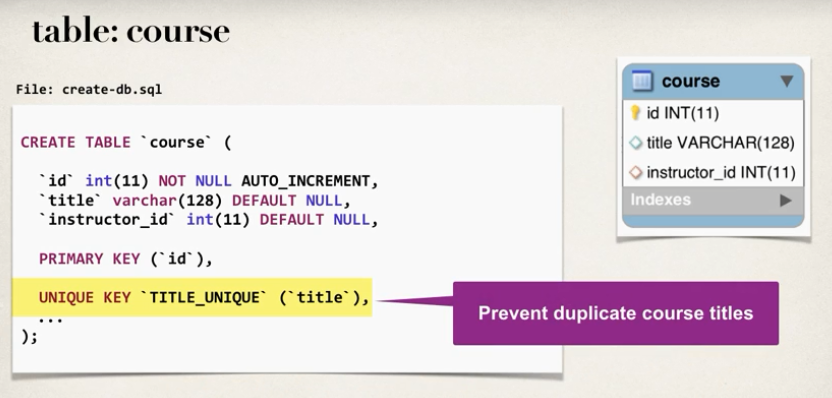 table: course
File: create-db.sql
CREATE TABLE `course` (
`id` int(11) NOT NULL AUTO_INCREMENT,
`title` varchar(128) DEFAULT NULL,
`instructor_id` int(11) DEFAULT NULL,
PRIMARY KEY (`id`),
UNIQUE KEY `TITLE_UNIQUE` (`title`),
...
);
Prevent duplicate course titles
course
id INT(11)
title VARCHAR(128)
instructor_id INT(11)
Indexes